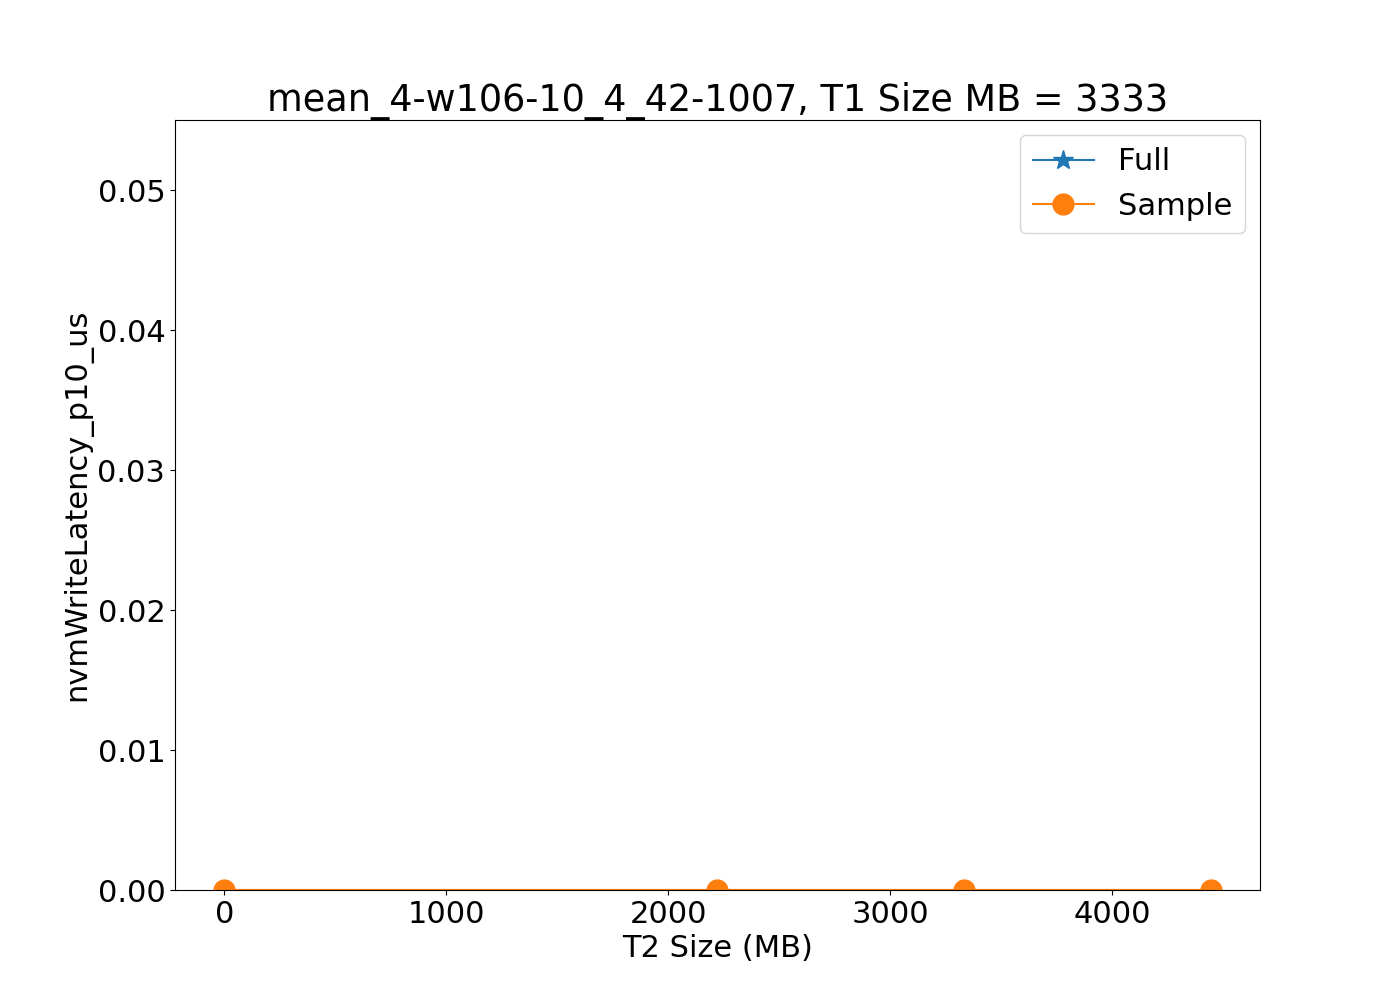 mean_4-w106-10_4_42-1007, T1 Size MB = 3333
Full
Sample
nvmWriteLatency_p10_us
0.05
0.04
0.03
0.02
0.01
0.00
0 1000 2000 3000 4000
T2 Size (MB)